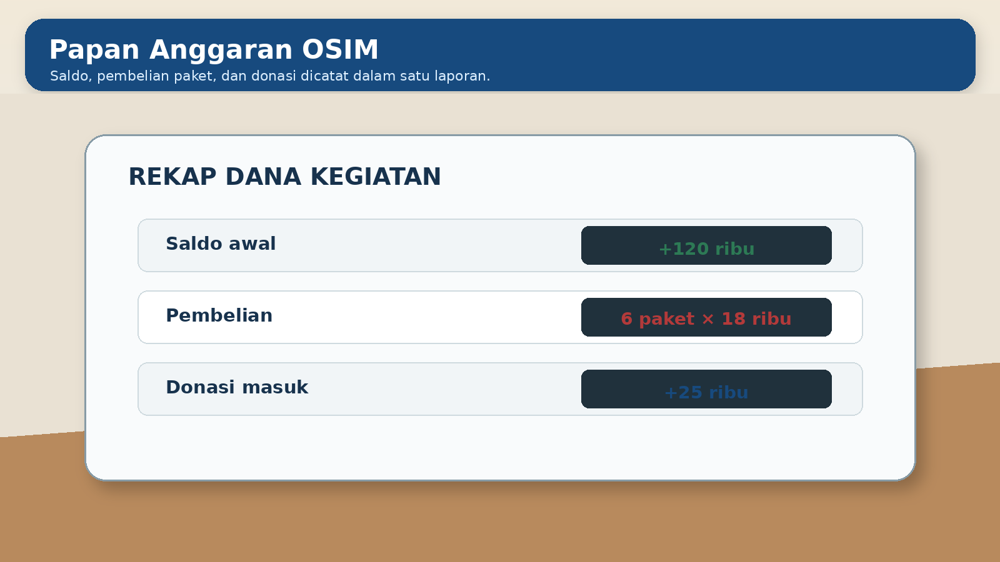 Papan Anggaran OSIM
Saldo, pembelian paket, dan donasi dicatat dalam satu laporan.
REKAP DANA KEGIATAN
Saldo awal +120 ribu
Pembelian 6 paket × 18 ribu
Donasi masuk +25 ribu